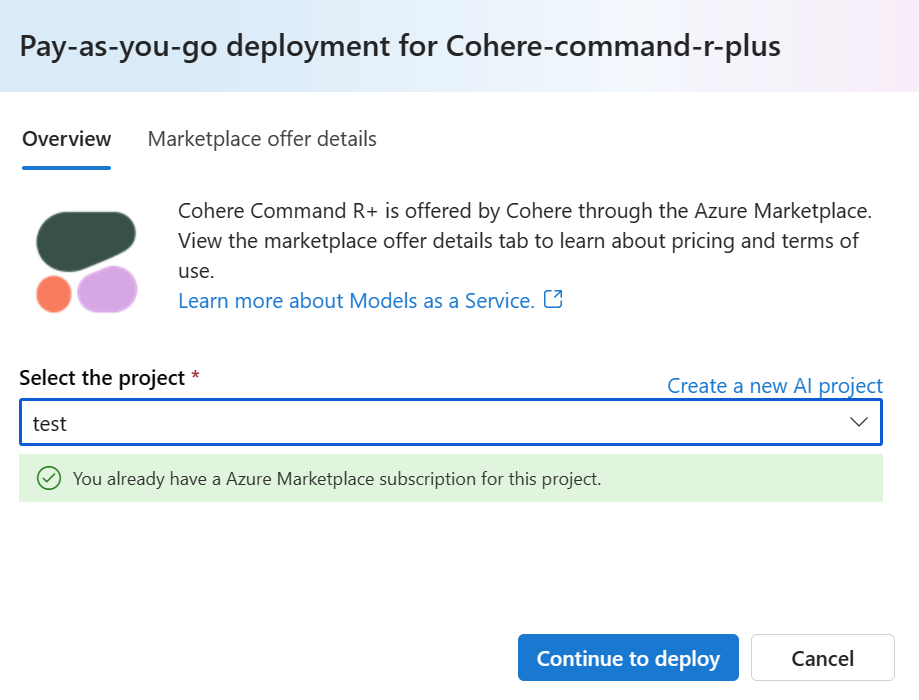 Pay-as-you-go deployment for Cohere-command-r-plus
Overview
Marketplace offer details
Cohere Command R+ is offered by Cohere through the Azure Marketplace.
View the marketplace offer details tab to learn about pricing and terms of
use.
Learn more about Models as a Service.
Select the project *
Create a new AI project
test
You already have a Azure Marketplace subscription for this project.
Continue to deploy
Cancel